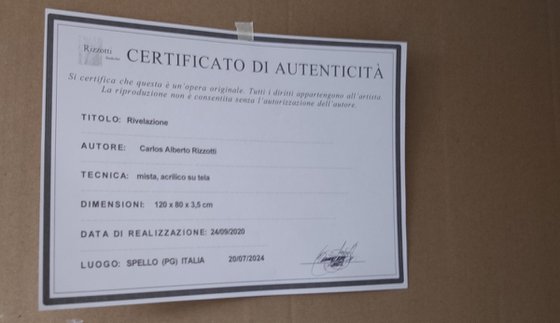 Rizzotti
CERTIFICATO DI AUTENTICITÀ
Si certifica che questa è un'opera originale. Tutti i diritti appartengono all'artista.
La riproduzione non è consentita senza l'autorizzazione dell'autore.
TITOLO: Rivelazione
AUTORE: Carlos Alberto Rizzotti
TECNICA: mista, acrilico su tela
DIMENSIONI: 120 x 80 x 3,5 cm
DATA DI REALIZZAZIONE: 24/09/2020
LUOGO: SPELLO (PG) ITALIA 20/07/2024